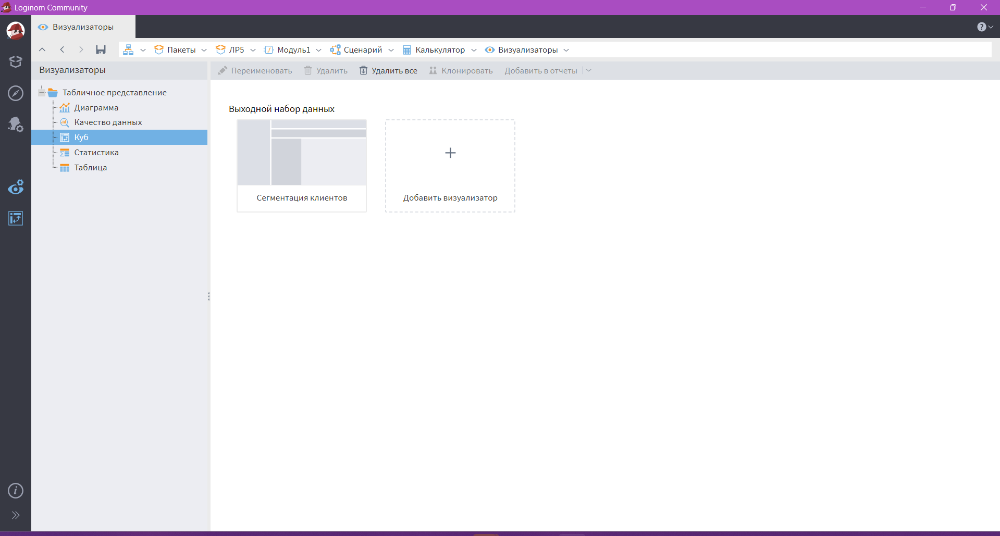 Loginom Community
Визуализаторы
Пакеты ЛР5 Модуль1 Сценарий Калькулятор Визуализаторы
Визуализаторы
Переименовать Удалить Удалить все Клонировать Добавить в отчеты
Табличное представление
Диаграмма
Качество данных
Куб
Статистика
Таблица
Выходной набор данных
Сегментация клиентов
Добавить визуализатор